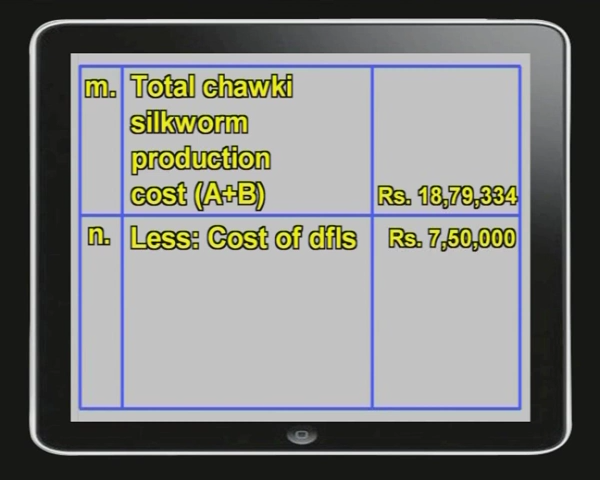 m. Total chawki
silkworm
production
cost (A+B) Rs. 18,79,334
n. Less: Cost of dfls Rs. 7,50,000